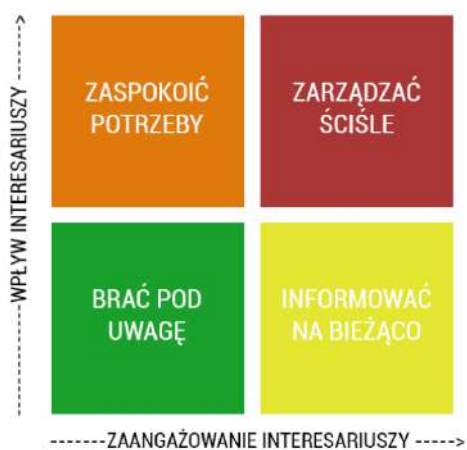 WPŁYW INTERESARIUSZY
ZASPOKOIĆ
POTRZEBY
ZARZĄDZAĆ
ŚCIŚLE
BRAĆ POD
UWAGĘ
INFORMOWAĆ
NA BIEŻĄCO
ZAANGAŻOWANIE INTERESARIUSZY